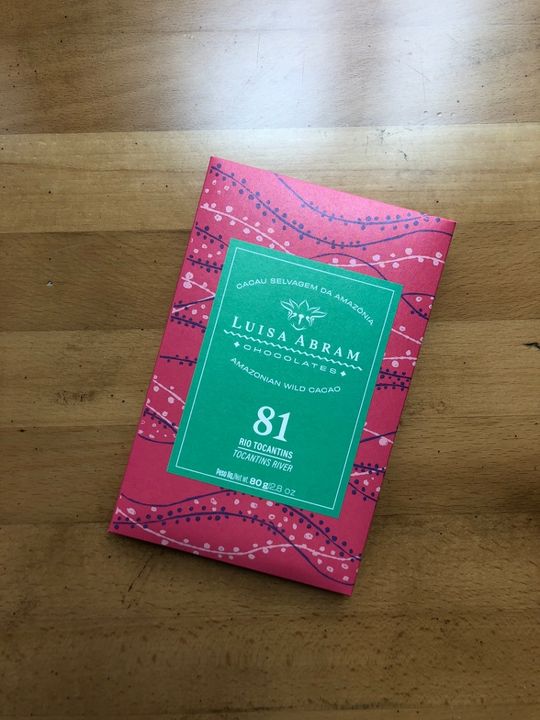 CACAU SELVAGEM DA AMAZÔNIA
LUISA ABRAM
CHOCOLATES
AMAZONIAN WILD CACAO
81
RIO TOCANTINS
TOCANTINS RIVER
Peso líq./Net wt. 80 g/2.8 oz